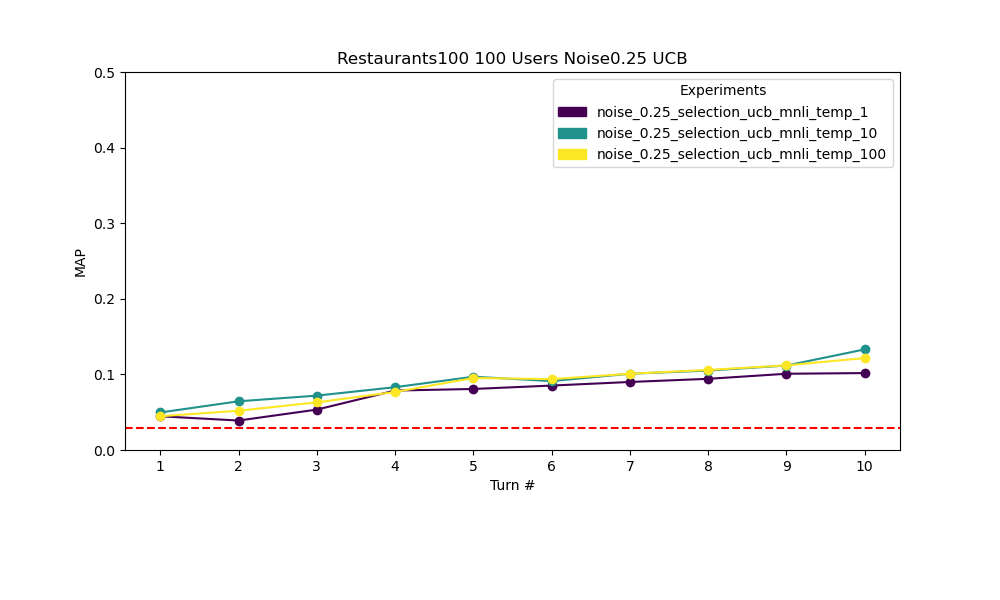 Restaurants100 100 Users Noise0.25 UCB
Experiments
noise_0.25_selection_ucb_mnli_temp_1
noise_0.25_selection_ucb_mnli_temp_10
noise_0.25_selection_ucb_mnli_temp_100
MAP
0.5
0.4
0.3
0.2
0.1
0.0
1 2 3 4 5 6 7 8 9 10
Turn #